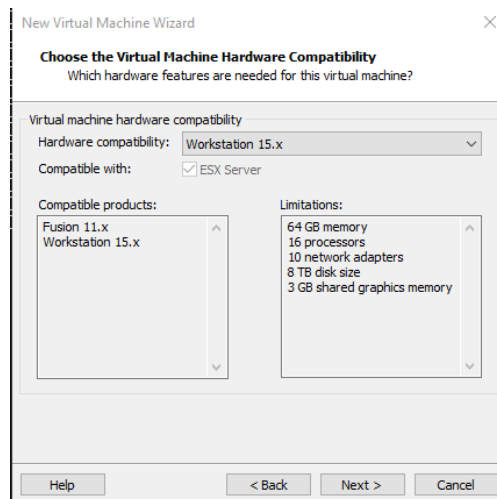 New Virtual Machine Wizard
Choose the Virtual Machine Hardware Compatibility
Which hardware features are needed for this virtual machine?
Virtual machine hardware compatibility
Hardware compatibility: Workstation 15.x
Compatible with: ESX Server
Compatible products:
Fusion 11.x
Workstation 15.x
Limitations:
64 GB memory
16 processors
10 network adapters
8 TB disk size
3 GB shared graphics memory
Help < Back Next > Cancel